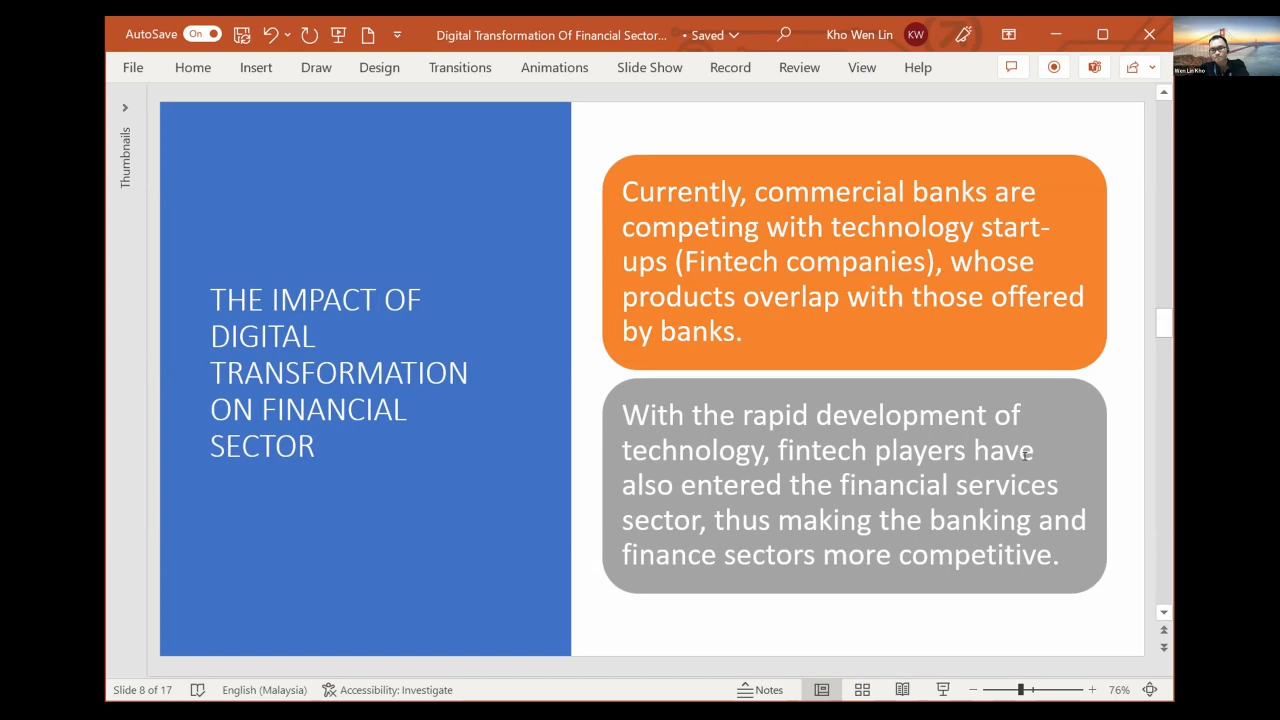 AutoSave On Digital Transformation Of Financial Sector... • Saved Kho Wen Lin KW
File Home Insert Draw Design Transitions Animations Slide Show Record Review View Help
Wen Lin Kho
Thumbnails
THE IMPACT OF
DIGITAL
TRANSFORMATION
ON FINANCIAL
SECTOR
Currently, commercial banks are
competing with technology start-
ups (Fintech companies), whose
products overlap with those offered
by banks.
With the rapid development of
technology, fintech players have
also entered the financial services
sector, thus making the banking and
finance sectors more competitive.
Slide 8 of 17 English (Malaysia) Accessibility: Investigate Notes 76%